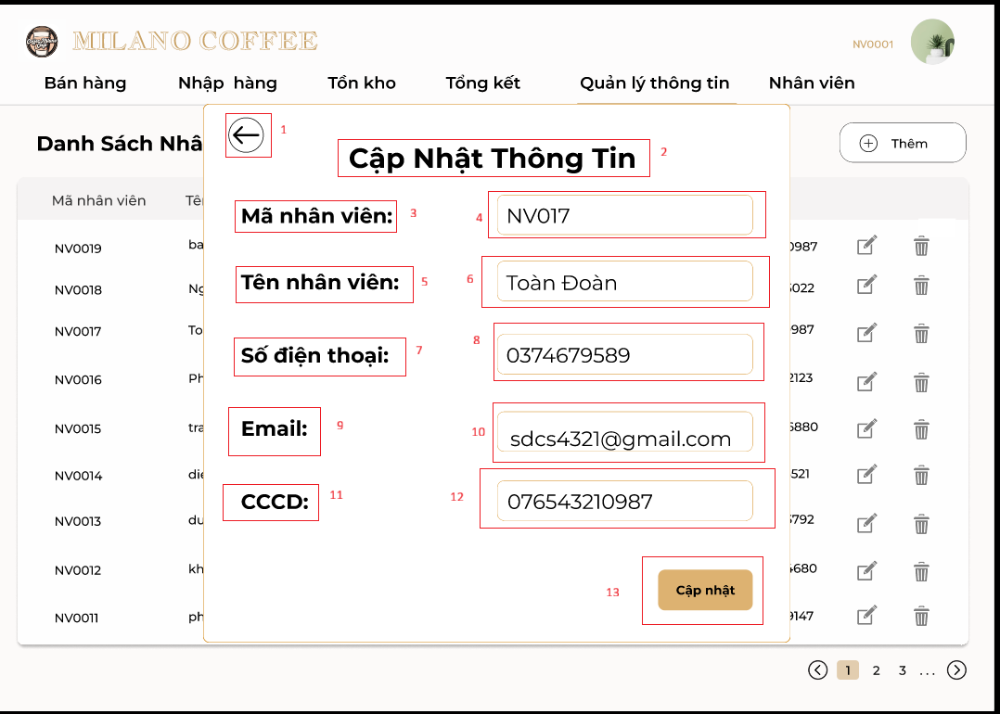 MILANO COFFEE
NV0001
Bán hàng Nhập hàng Tồn kho Tổng kết Quản lý thông tin Nhân viên
1
Danh Sách Nhâ
Thêm
Cập Nhật Thông Tin 2
Mã nhân viên Tê
Mã nhân viên: 3 4 NV017
NV0019 ba 0987
Tên nhân viên: 5 6 Toàn Đoàn
NV0018 Ng 6022
NV0017 To 987
Số điện thoại: 7 8 0374679589
NV0016 Ph 2123
Email: 9 10 sdcs4321@gmail.com
NV0015 tra 6880
NV0014 die 521
CCCD: 11 12 076543210987
NV0013 du 5792
NV0012 kh 4680
13 Cập nhật
NV0011 ph 9147
1 2 3 ...